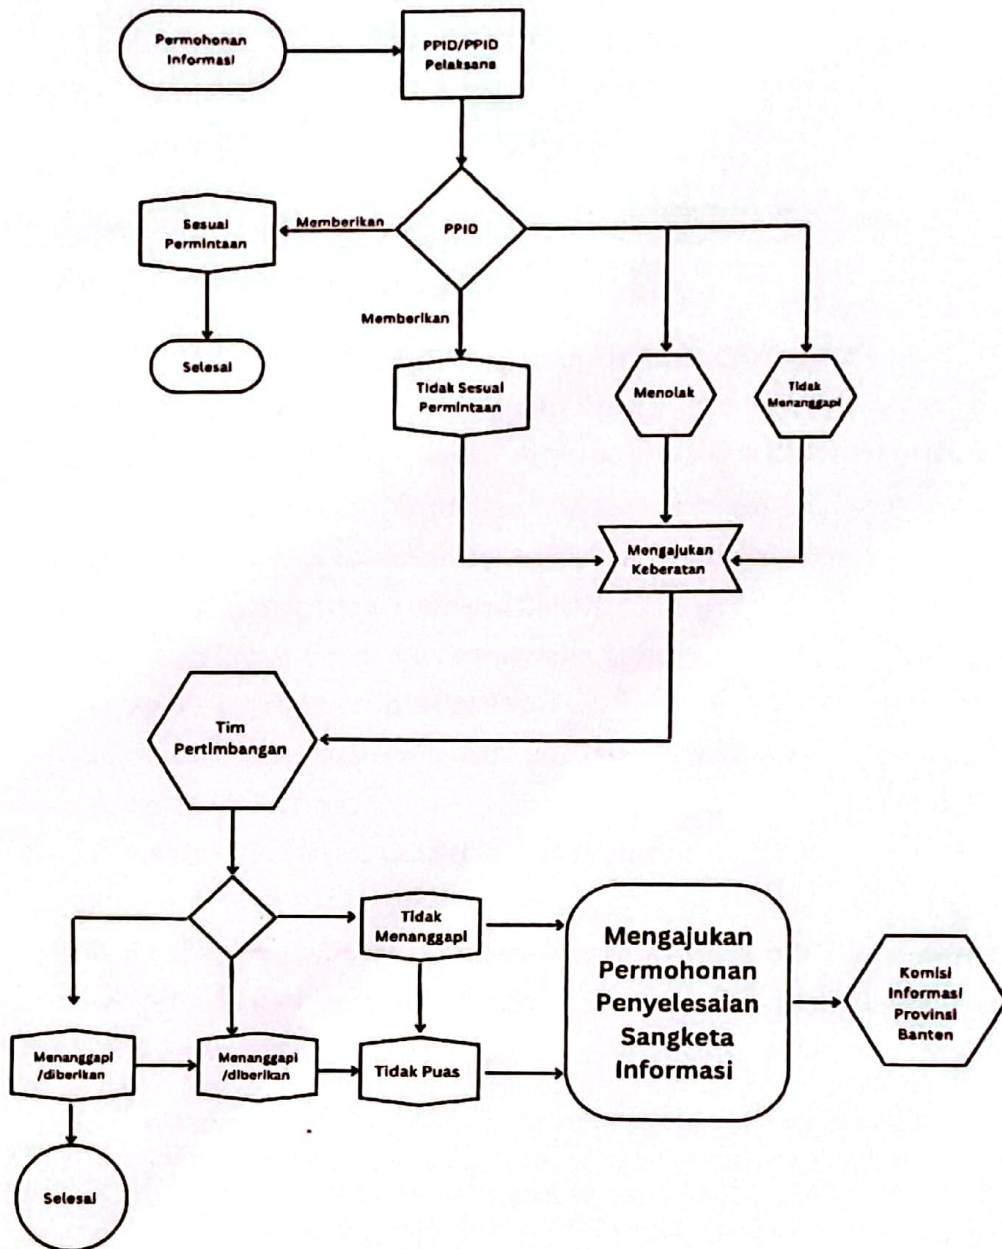 Permohonan
Informasi
PPID/PPID
Pelaksana
PPID
Memberikan
Sesuai
Permintaan
Selesai
Memberikan
Tidak Sesuai
Permintaan
Menolak
Tidak
Menanggapi
Mengajukan
Keberatan
Tim
Pertimbangan
Tidak
Menanggapi
Mengajukan
Permohonan
Penyelesaian
Sangketa
Informasi
Komisi
Informasi
Provinsi
Banten
Menanggapi
/diberikan
Menanggapi
/diberikan
Tidak Puas
Selesai